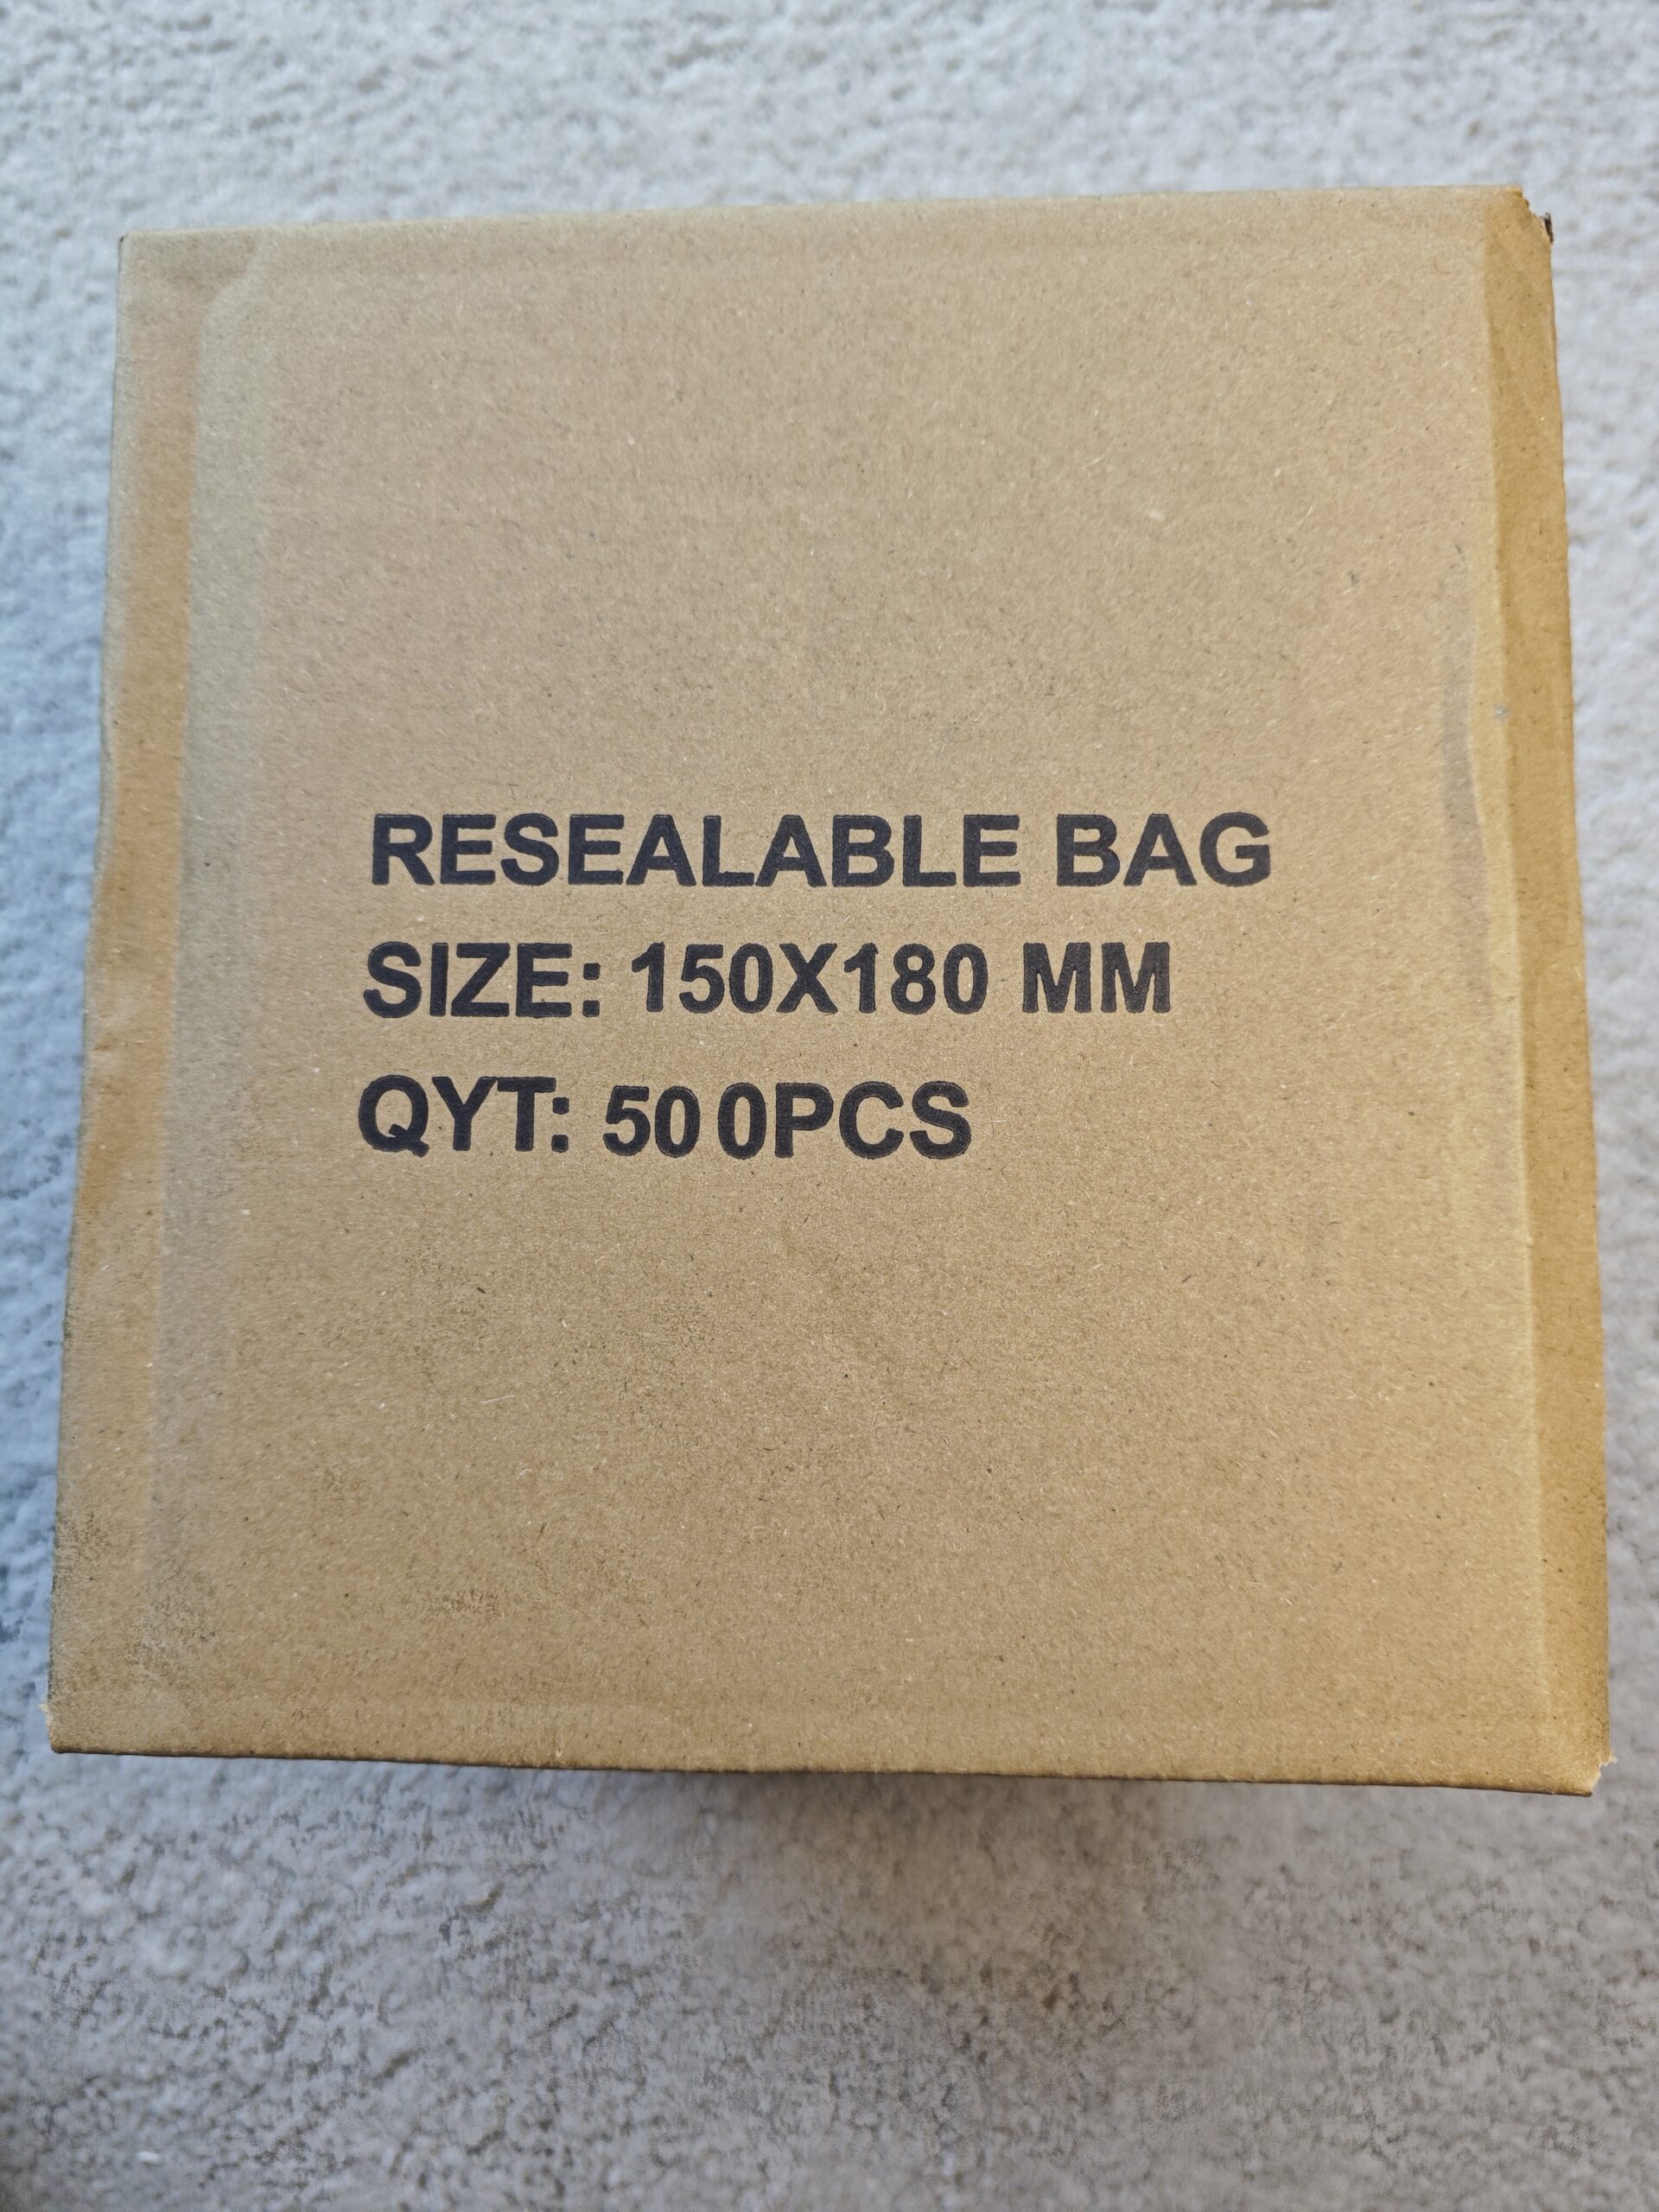 RESEALABLE BAG
SIZE: 150X180 MM
QYT: 500PCS